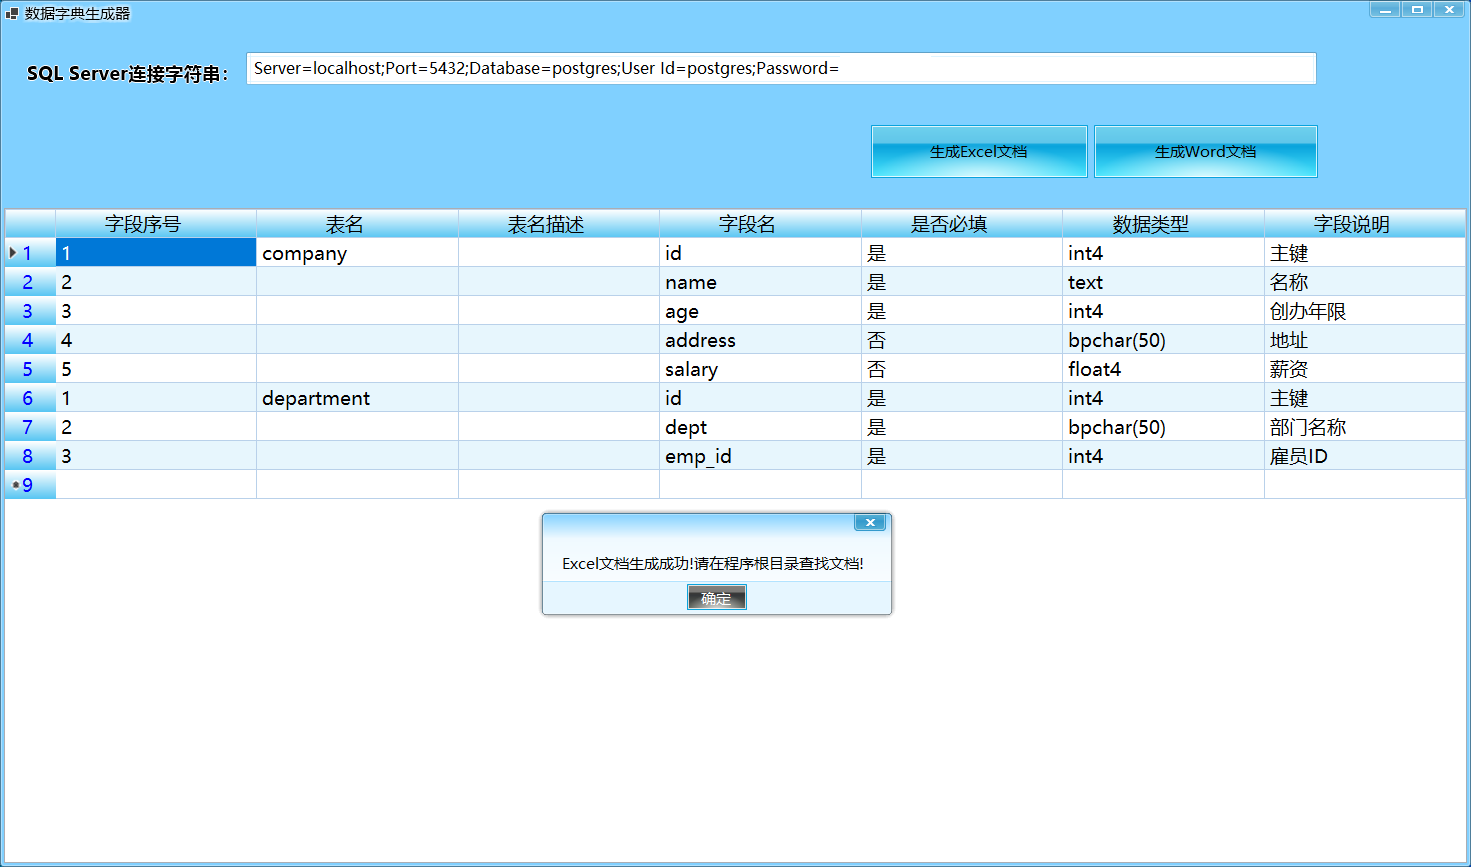 数据字典生成器
SQL Server连接字符串: Server=localhost;Port=5432;Database=postgres;User Id=postgres;Password=
生成Excel文档 生成Word文档
字段序号 表名 表名描述 字段名 是否必填 数据类型 字段说明
1 1 company id 是 int4 主键
2 2 name 是 text 名称
3 3 age 是 int4 创办年限
4 4 address 否 bpchar(50) 地址
5 5 salary 否 float4 薪资
6 1 department id 是 int4 主键
7 2 dept 是 bpchar(50) 部门名称
8 3 emp_id 是 int4 雇员ID
9
Excel文档生成成功!请在程序根目录查找文档!
确定